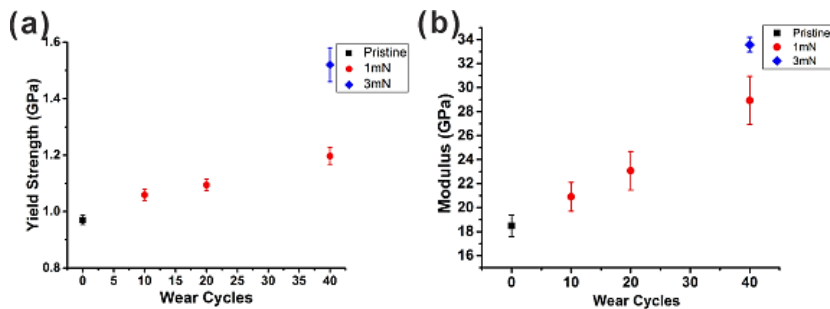 (a)
1.6
1.4
1.2
1.0
0.8
Yield Strength (GPa)
0 5 10 15 20 25 30 35 40
Wear Cycles
Pristine
1mN
3mN
(b)
34
32
30
28
26
24
22
20
18
16
Modulus (GPa)
0 10 20 30 40
Wear Cycles
Pristine
1mN
3mN